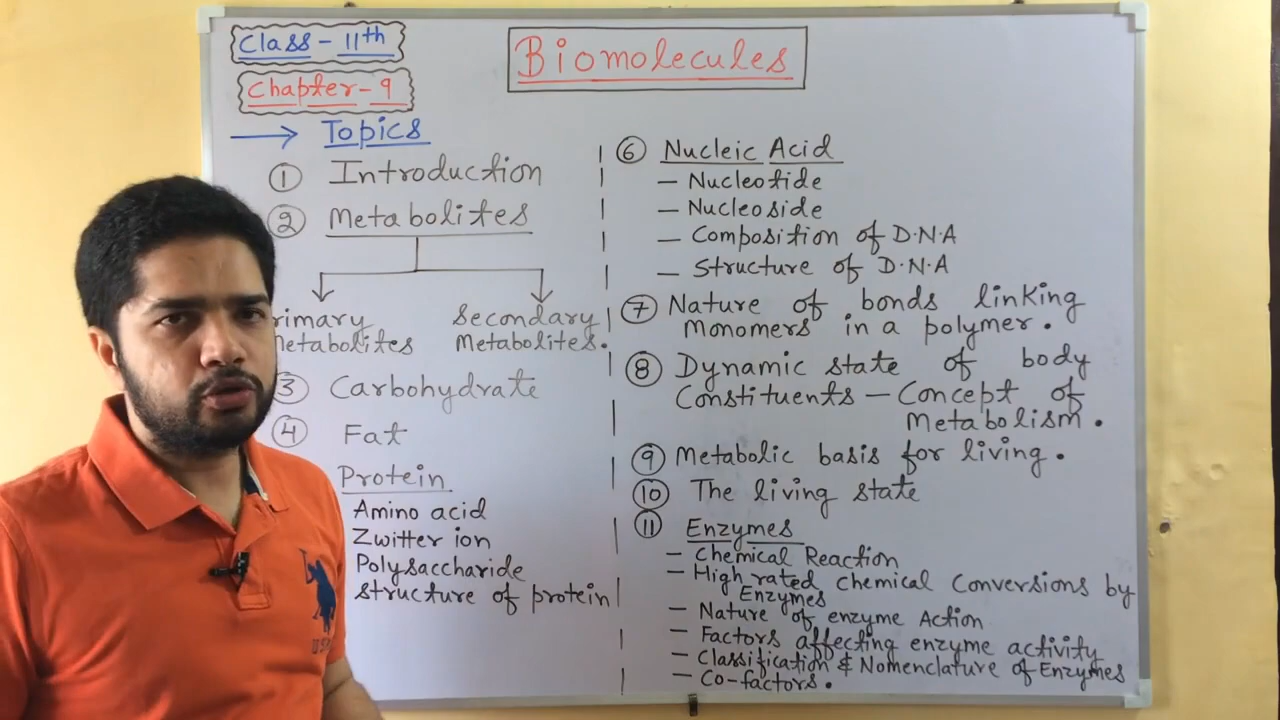 Class - 11th
Chapter - 9
Biomolecules
→ Topics
① Introduction
② Metabolites
rimary Secondary
Metabolites Metabolites.
③ Carbohydrate
④ Fat
Protein
Amino acid
Zwitter ion
Polysaccharide
Structure of protein
⑥ Nucleic Acid
– Nucleotide
– Nucleoside
– Composition of D.N.A
– Structure of D.N.A
⑦ Nature of bonds linking
monomers in a polymer.
⑧ Dynamic state of body
Constituents – Concept of
Metabolism.
⑨ Metabolic basis for living.
⑩ The living state
⑪ Enzymes
– Chemical Reaction
– High rated chemical Conversions by
Enzymes
– Nature of enzyme Action
– Factors affecting enzyme activity
– Classification & Nomenclature of Enzymes
– Co-factors.